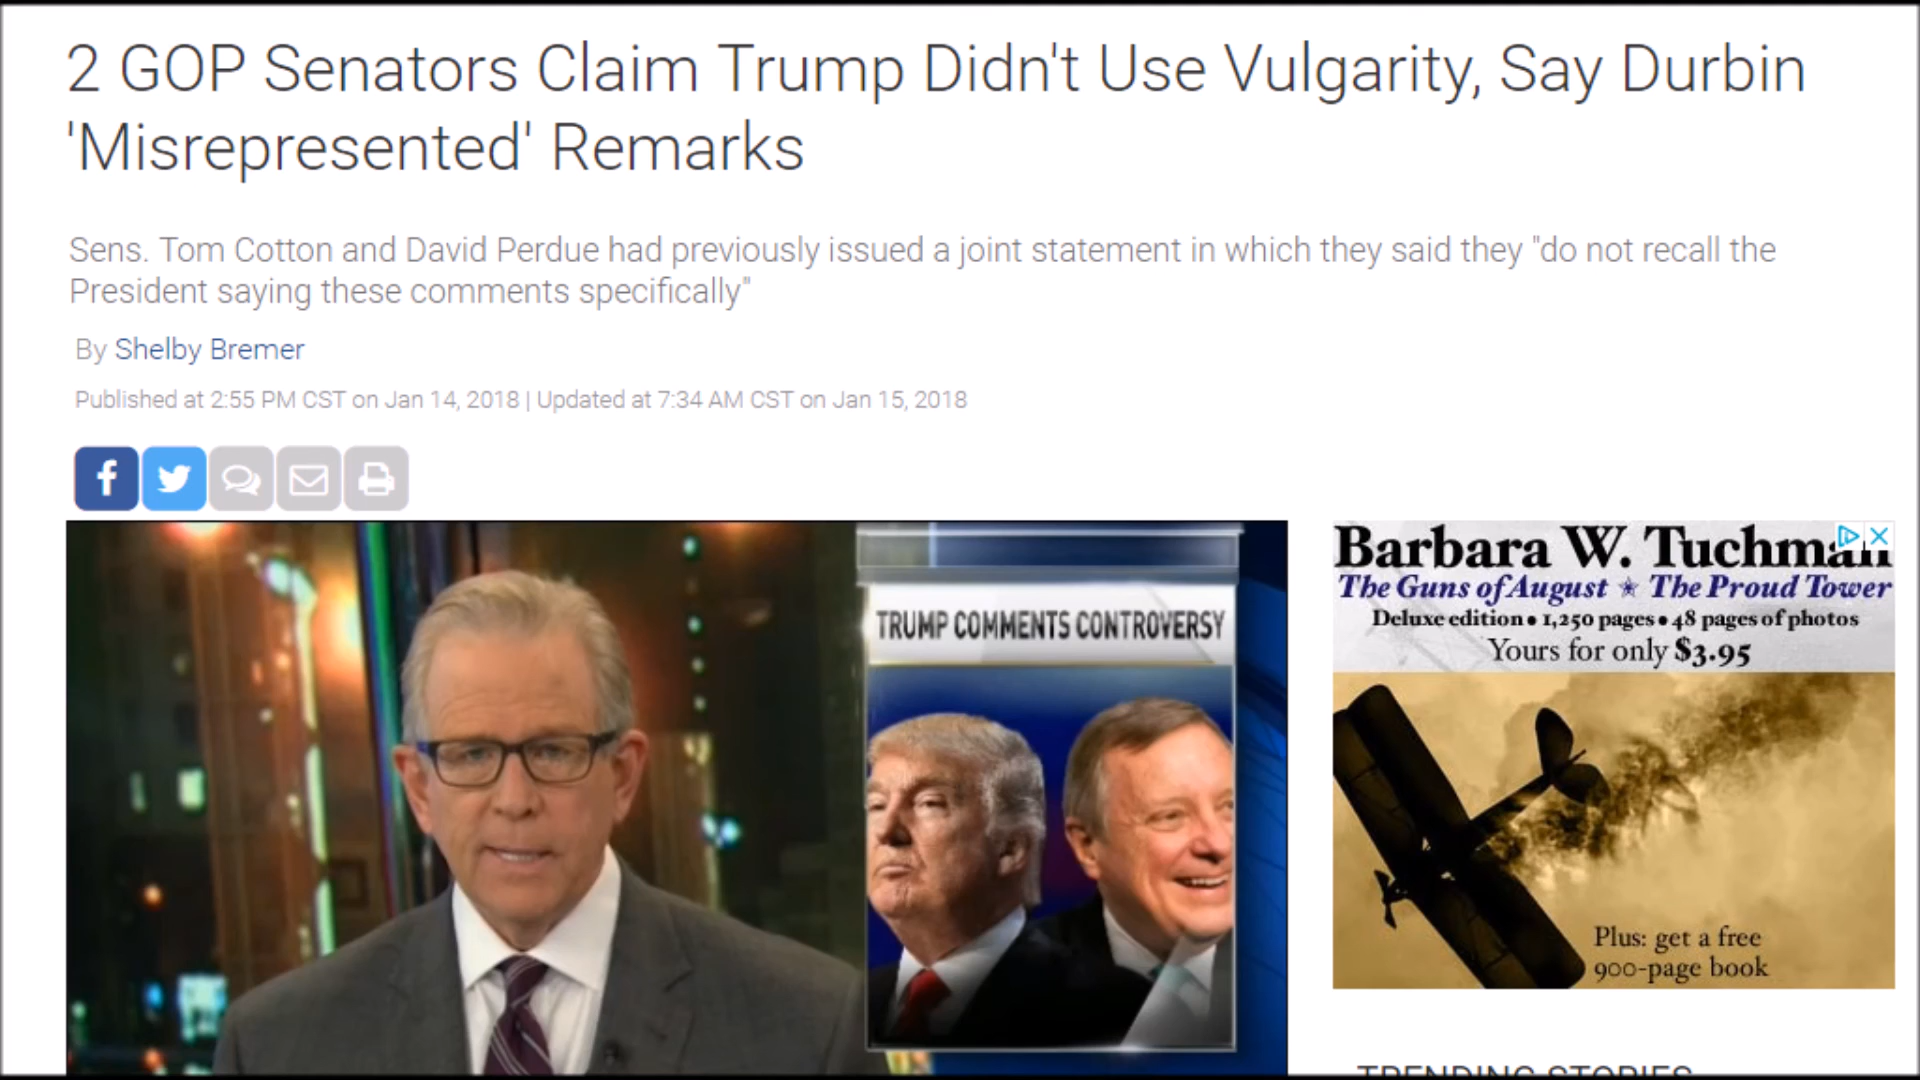 2 GOP Senators Claim Trump Didn't Use Vulgarity, Say Durbin
'Misrepresented' Remarks
Sens. Tom Cotton and David Perdue had previously issued a joint statement in which they said they "do not recall the
President saying these comments specifically"
By Shelby Bremer
Published at 2:55 PM CST on Jan 14, 2018 | Updated at 7:34 AM CST on Jan 15, 2018
TRUMP COMMENTS CONTROVERSY
Barbara W. Tuchman
The Guns of August ★ The Proud Tower
Deluxe edition • 1,250 pages • 48 pages of photos
Yours for only $3.95
Plus: get a free
900-page book
TRENDING STORIES